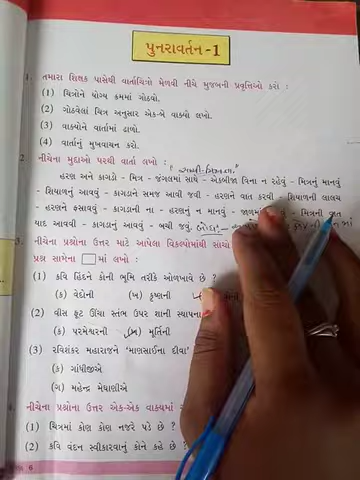 પુનરાવર્તન -1
1. તમારા શિક્ષક પાસેથી વાર્તાચિત્રો મેળવી નીચે મુજબની પ્રવૃત્તિઓ કરો :
(1) ચિત્રોને યોગ્ય ક્રમમાં ગોઠવો.
(2) ગોઠવેલાં ચિત્ર અનુસાર એક-બે વાક્યો લખો.
(3) વાક્યોને વાર્તામાં ઢાળો.
(4) વાર્તાનું મુખવાચન કરો.
2 નીચેના મુદ્દાઓ પરથી વાર્તા લખો :
હરણ અને કાગડો - મિત્ર - જંગલમાં સાથે - એકબીજા વિના ન રહેવું - મિત્રનું માનવું
- શિયાળનું આવવું - કાગડાને સમજ આવી જવી - હરણને વાત કરવી - શિયાળની લાલચ
- હરણને ફસાવવું - કાગડાની ના - હરણનું ન માનવું - જાળમાં - મિત્રની વાત
યાદ આવવી - કાગડાનું આવવું - બચી જવું.
3. નીચેના પ્રશ્નોના ઉત્તર માટે આપેલા વિકલ્પોમાંથી સાચો
પ્રશ્ન સામેના માં લખો :
(1) કવિ હિંદને કોની ભૂમિ તરીકે ઓળખાવે છે ?
(ક) વેદોની (ખ) કૃષ્ણની
(2) વીસ ફૂટ ઊંચા સ્તંભ ઉપર શાની સ્થાપના
(ક) પરમેશ્વરની (ખ) મૂર્તિની
(3) રવિશંકર મહારાજને 'માણસાઈના દીવા'
(ક) ગાંધીજીએ
(ગ) મહેન્દ્ર મેઘાણીએ
4. નીચેના પ્રશ્નોના ઉત્તર એક-એક વાક્યમાં
(1) ચિત્રમાં કોણ કોણ નજરે પડે છે ?
(2) કવિ વંદન સ્વીકારવાનું કોને કહે છે ?
6